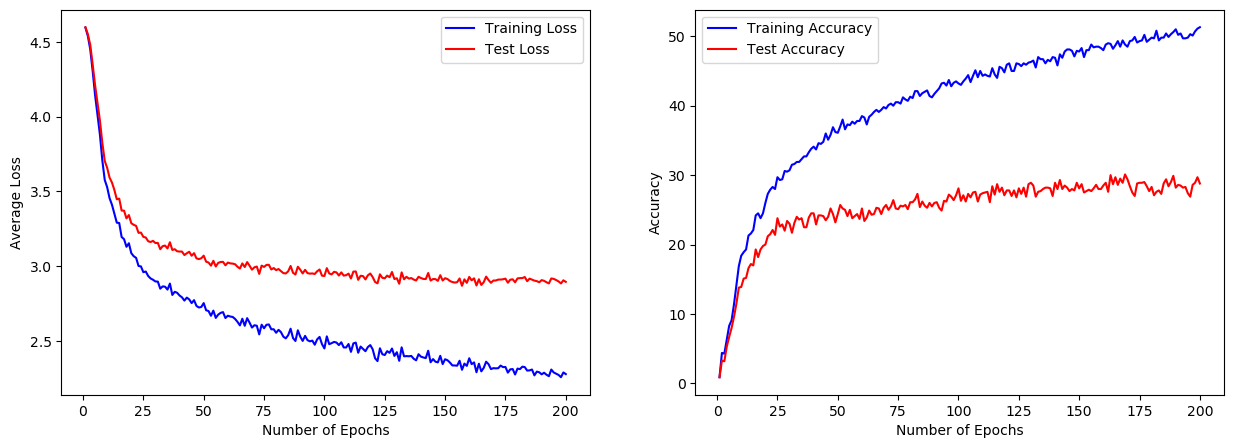 Training Loss
Test Loss
4.5
4.0
3.5
3.0
2.5
Average Loss
0 25 50 75 100 125 150 175 200
Number of Epochs
Training Accuracy
Test Accuracy
50
40
30
20
10
0
Accuracy
0 25 50 75 100 125 150 175 200
Number of Epochs